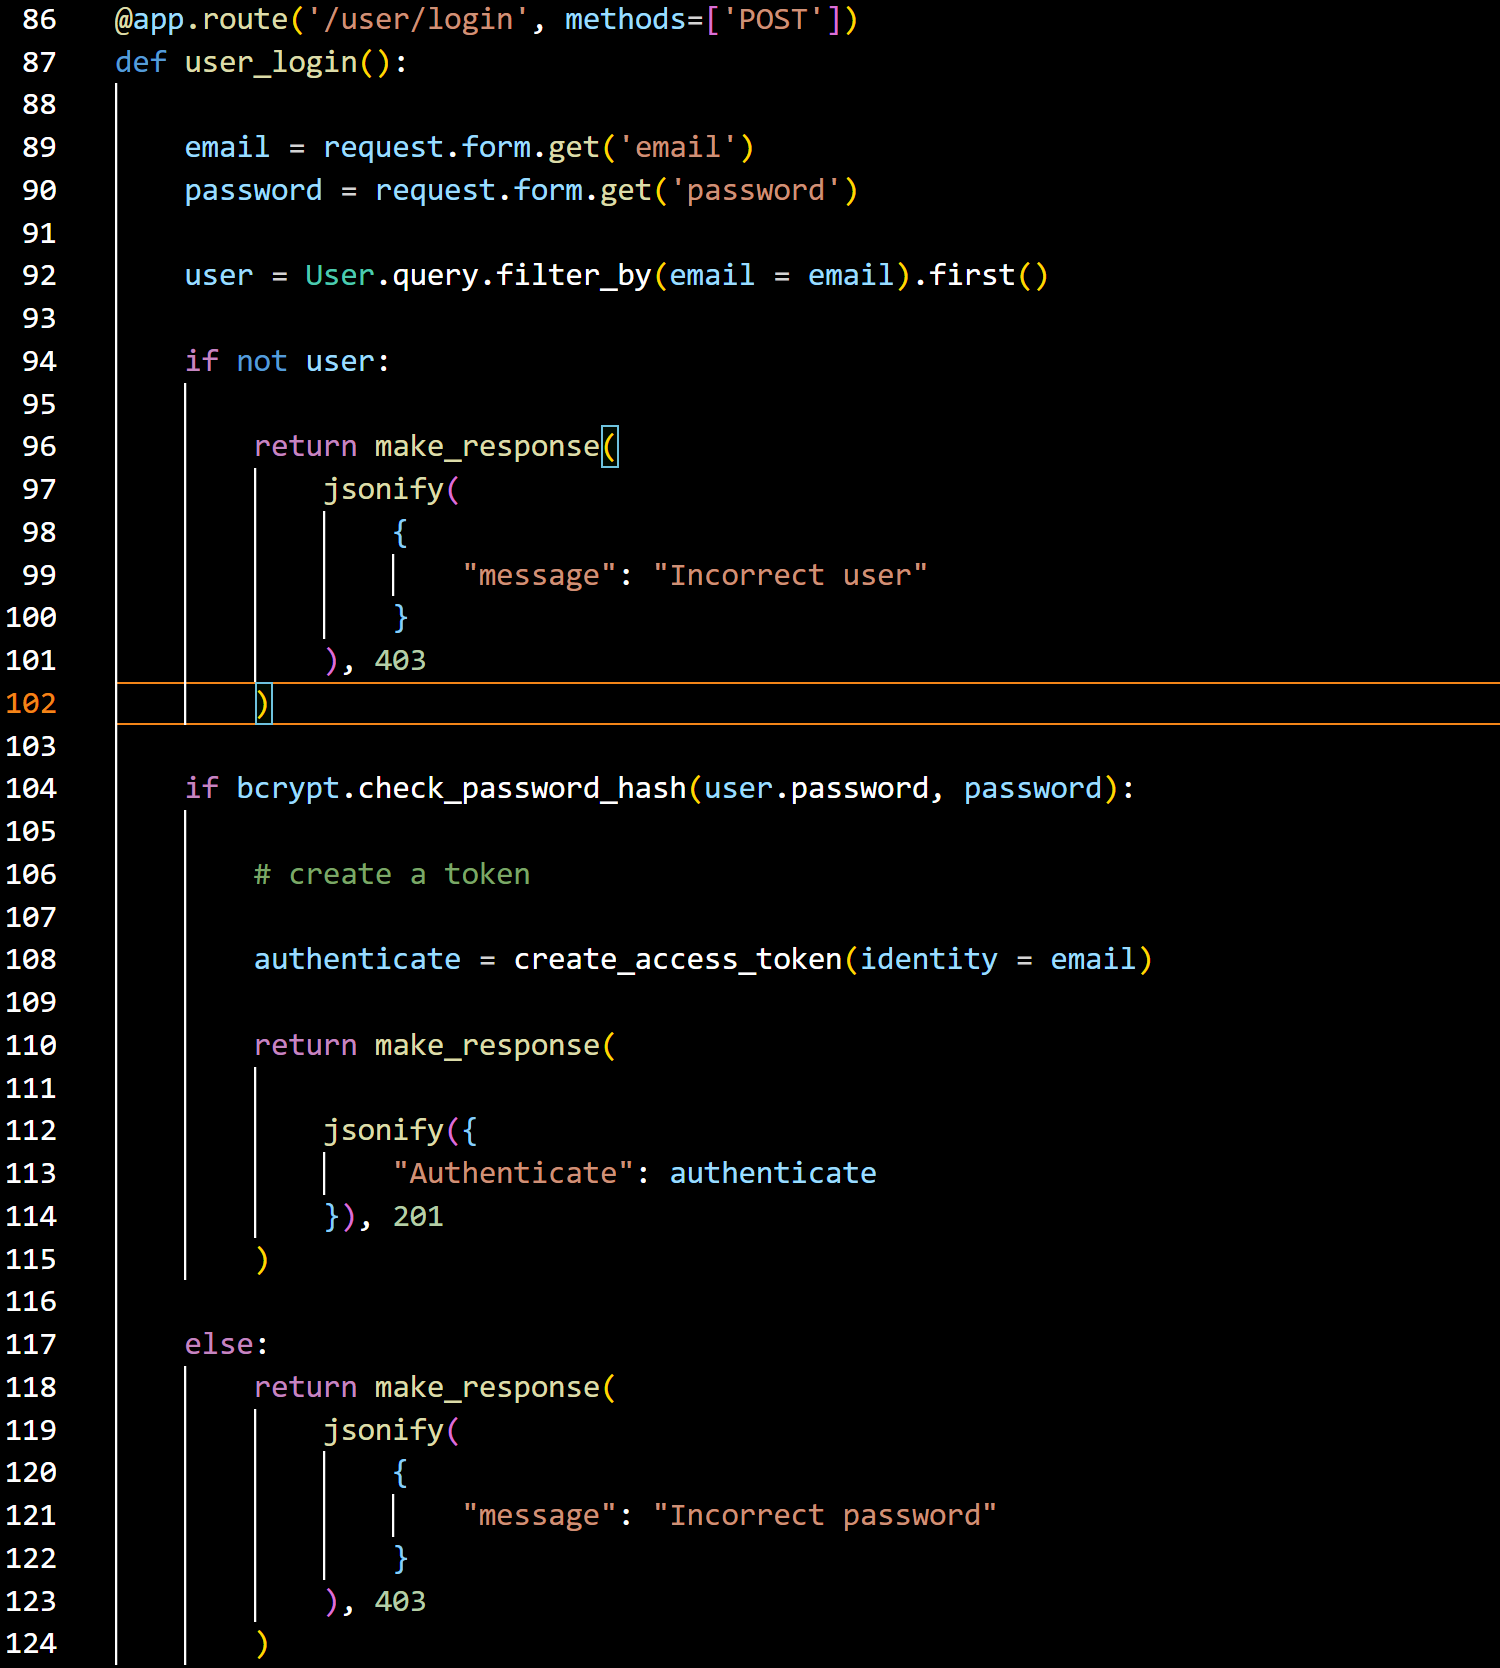 86 @app.route('/user/login', methods=['POST'])
87 def user_login():
88
89     email = request.form.get('email')
90     password = request.form.get('password')
91
92     user = User.query.filter_by(email = email).first()
93
94     if not user:
95
96         return make_response(
97             jsonify(
98                 {
99                     "message": "Incorrect user"
100                 }
101             ), 403
102         )
103
104     if bcrypt.check_password_hash(user.password, password):
105
106         # create a token
107
108         authenticate = create_access_token(identity = email)
109
110         return make_response(
111
112             jsonify({
113                 "Authenticate": authenticate
114             }), 201
115         )
116
117     else:
118         return make_response(
119             jsonify(
120                 {
121                     "message": "Incorrect password"
122                 }
123             ), 403
124         )